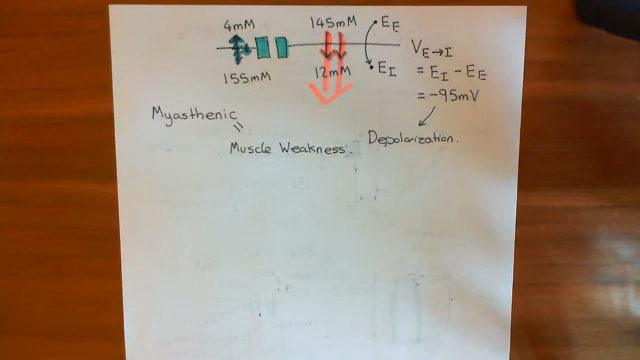 4mM
145mM
E_E
155mM
12mM
E_I
V_E→I
= E_I - E_E
= -95mV
Myasthenic
Muscle Weakness.
Depolarization.